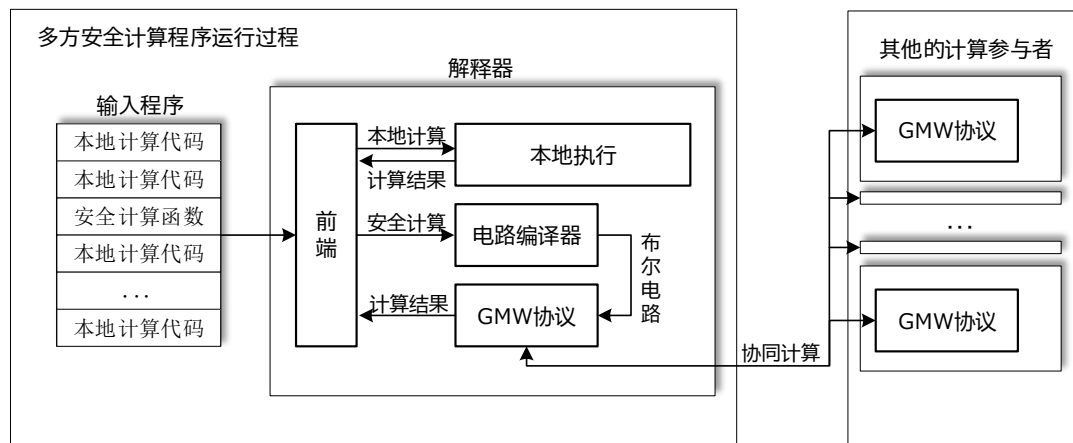 多方安全计算程序运行过程
其他的计算参与者
解释器
输入程序
本地计算代码
本地计算代码
安全计算函数
本地计算代码
...
本地计算代码
前端
本地计算
计算结果
本地执行
安全计算
电路编译器
布尔电路
计算结果
GMW协议
协同计算
GMW协议
...
GMW协议